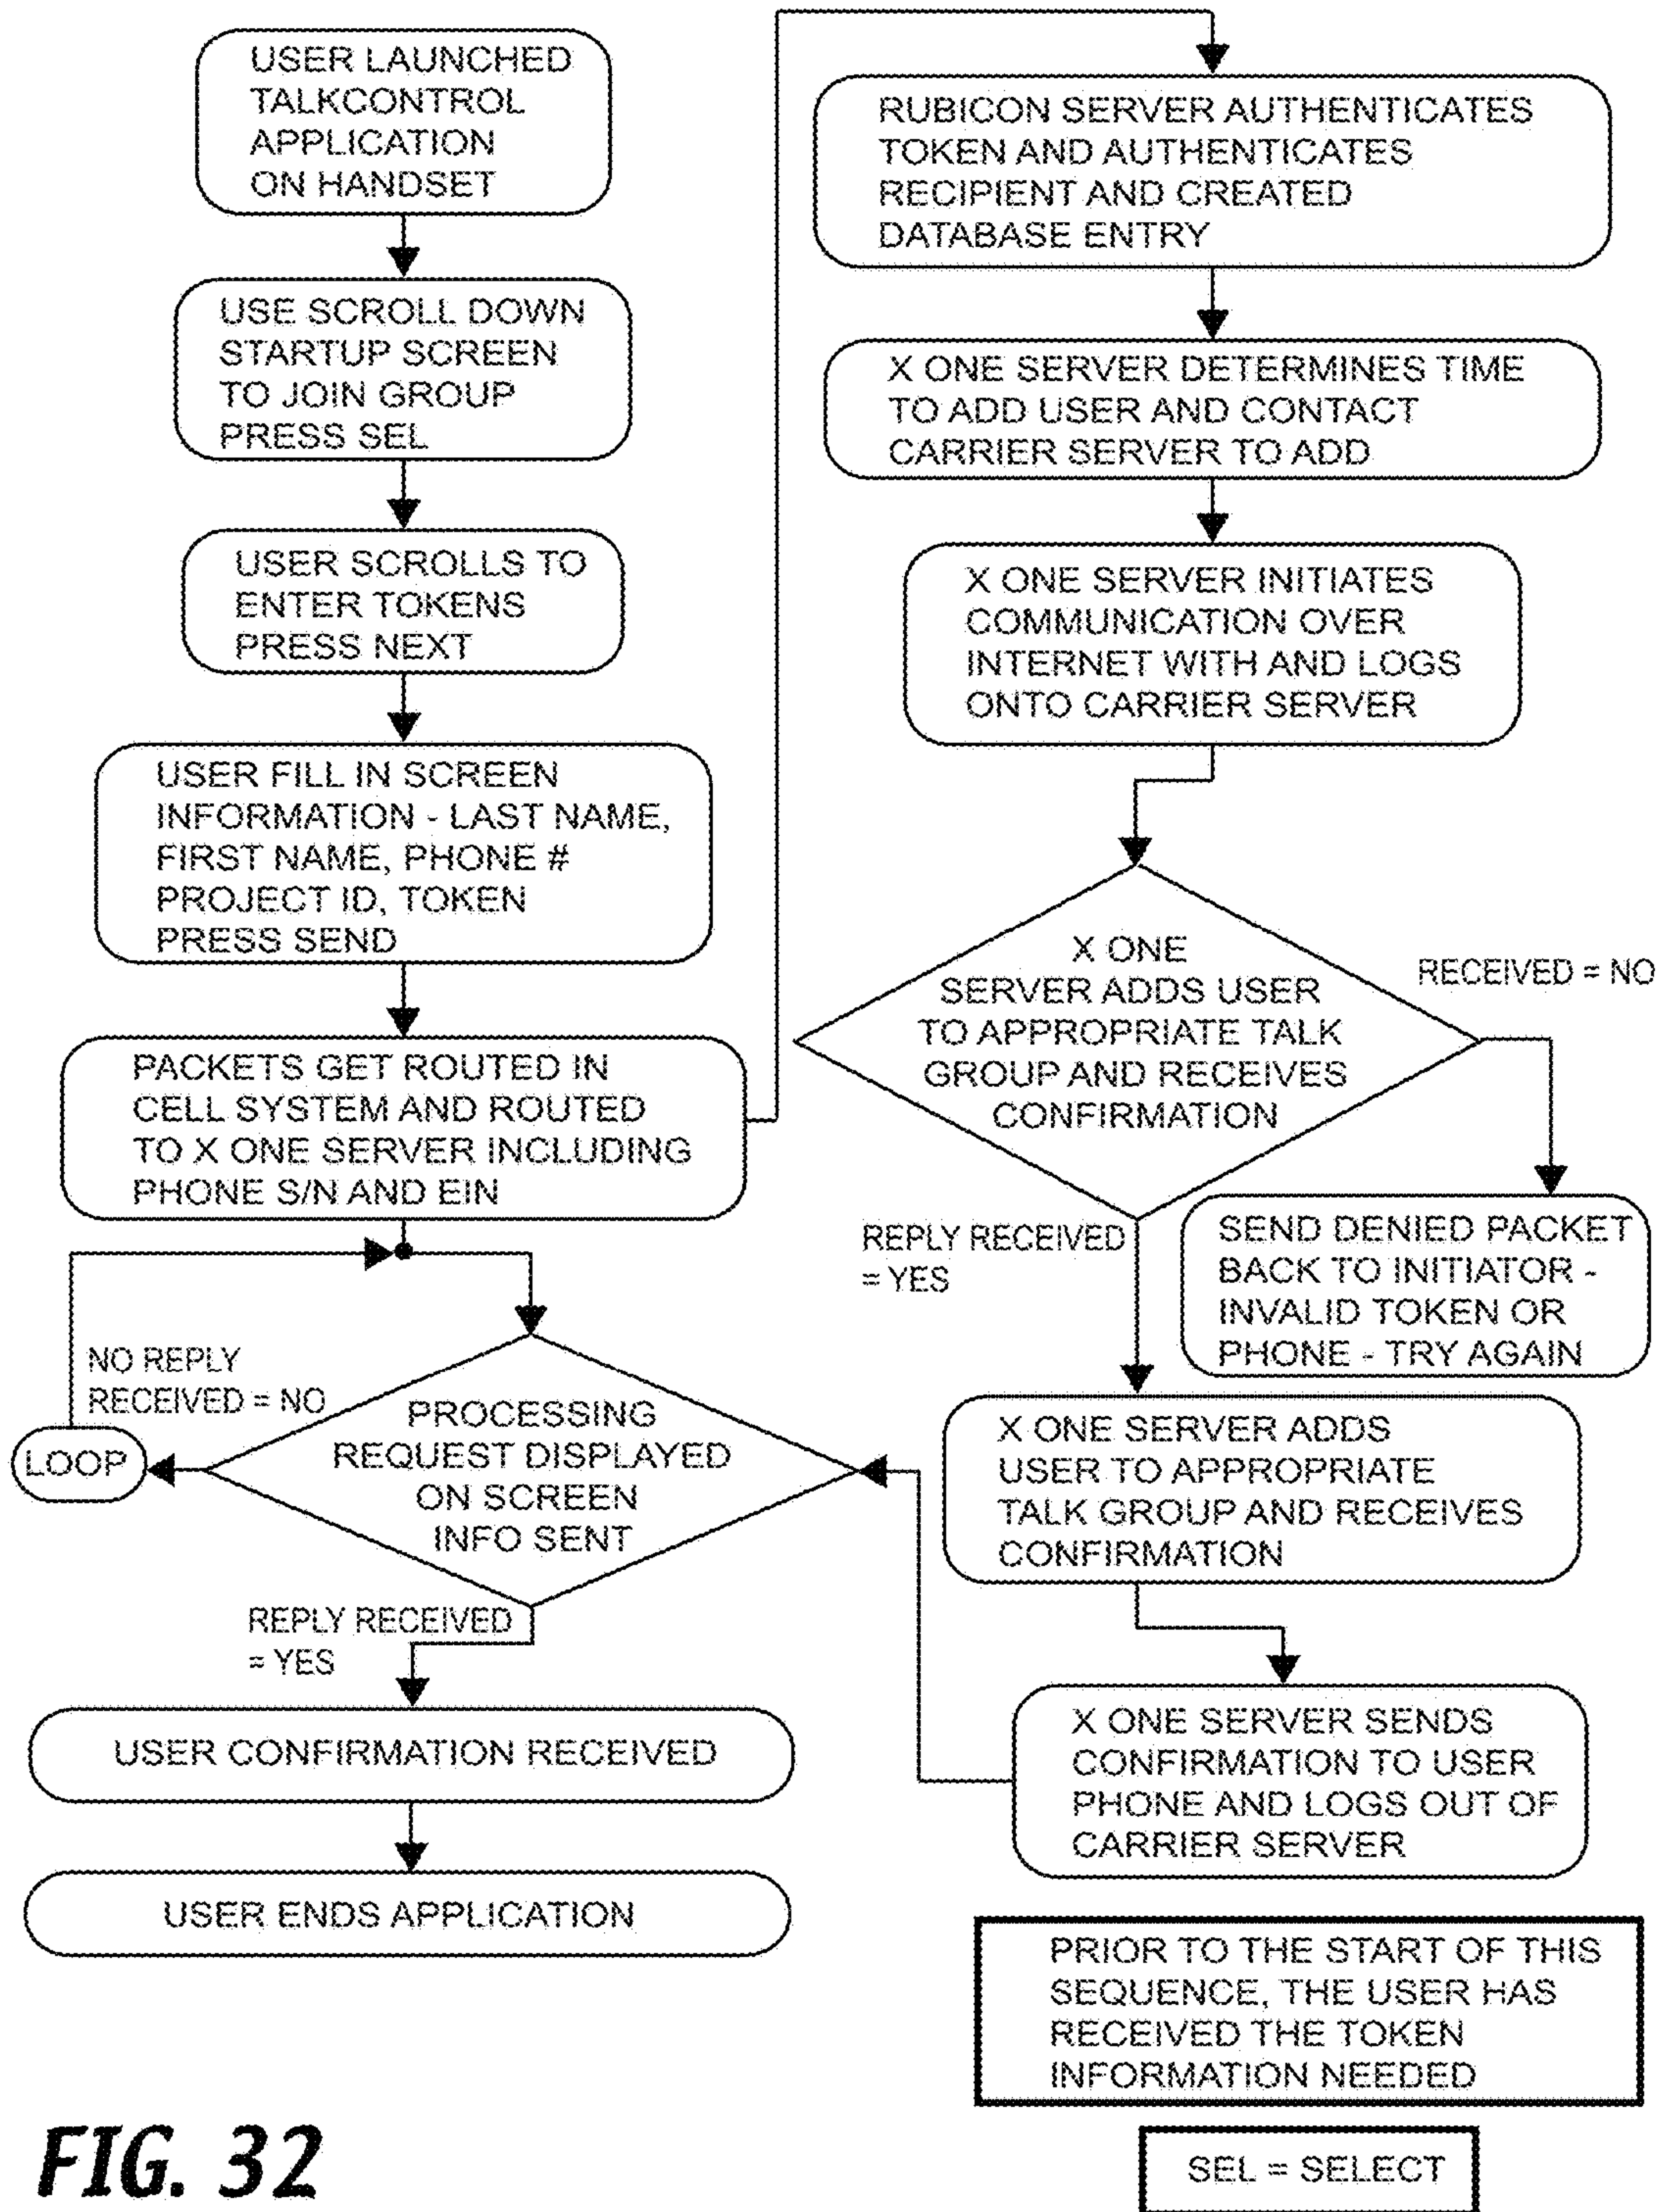 USER LAUNCHED
TALKCONTROL
APPLICATION
ON HANDSET
USE SCROLL DOWN
STARTUP SCREEN
TO JOIN GROUP
PRESS SEL
USER SCROLLS TO
ENTER TOKENS
PRESS NEXT
USER FILL IN SCREEN
INFORMATION - LAST NAME,
FIRST NAME, PHONE #
PROJECT ID, TOKEN
PRESS SEND
PACKETS GET ROUTED IN
CELL SYSTEM AND ROUTED
TO X ONE SERVER INCLUDING
PHONE S/N AND EIN
NO REPLY
RECEIVED = NO
LOOP
PROCESSING
REQUEST DISPLAYED
ON SCREEN
INFO SENT
REPLY RECEIVED
= YES
USER CONFIRMATION RECEIVED
USER ENDS APPLICATION
RUBICON SERVER AUTHENTICATES
TOKEN AND AUTHENTICATES
RECIPIENT AND CREATED
DATABASE ENTRY
X ONE SERVER DETERMINES TIME
TO ADD USER AND CONTACT
CARRIER SERVER TO ADD
X ONE SERVER INITIATES
COMMUNICATION OVER
INTERNET WITH AND LOGS
ONTO CARRIER SERVER
X ONE
SERVER ADDS USER
TO APPROPRIATE TALK
GROUP AND RECEIVES
CONFIRMATION
RECEIVED = NO
SEND DENIED PACKET
BACK TO INITIATOR -
INVALID TOKEN OR
PHONE - TRY AGAIN
REPLY RECEIVED
= YES
X ONE SERVER ADDS
USER TO APPROPRIATE
TALK GROUP AND RECEIVES
CONFIRMATION
X ONE SERVER SENDS
CONFIRMATION TO USER
PHONE AND LOGS OUT OF
CARRIER SERVER
PRIOR TO THE START OF THIS
SEQUENCE, THE USER HAS
RECEIVED THE TOKEN
INFORMATION NEEDED
SEL = SELECT
FIG. 32